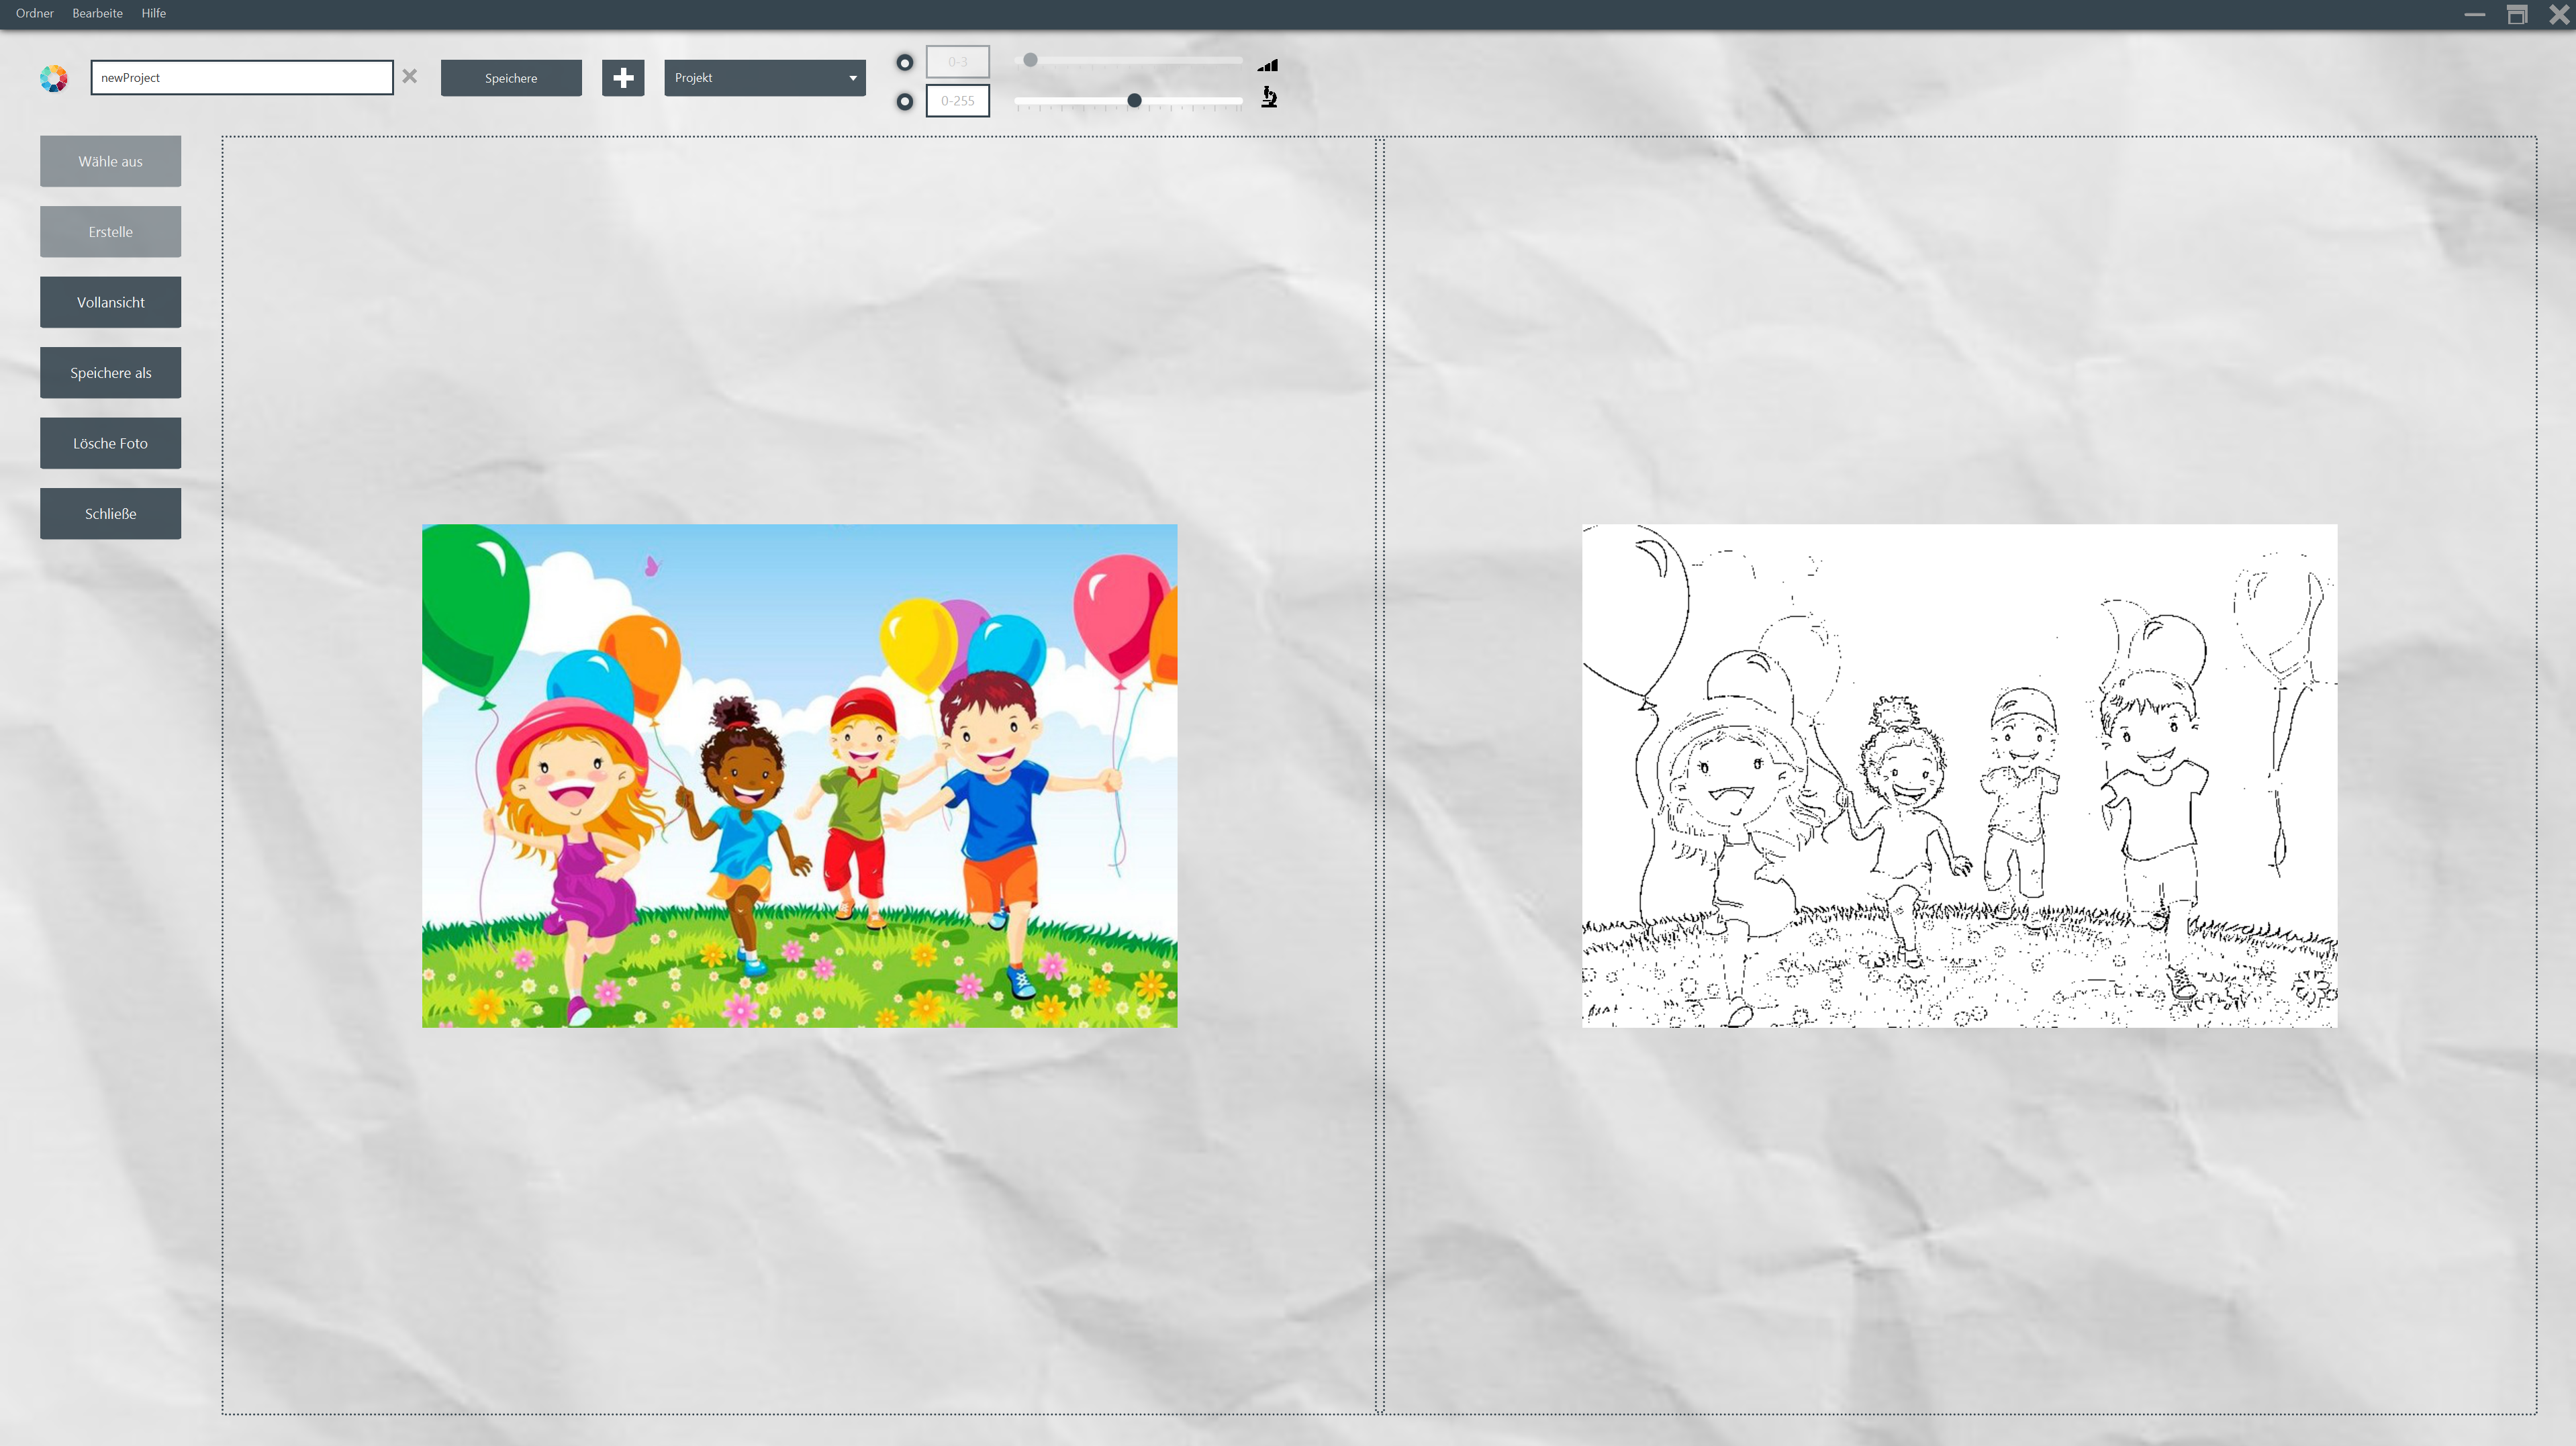 Ordner Bearbeite Hilfe
newProject Speichere Projekt
0-3
0-255
Wähle aus
Erstelle
Vollansicht
Speichere als
Lösche Foto
Schließe